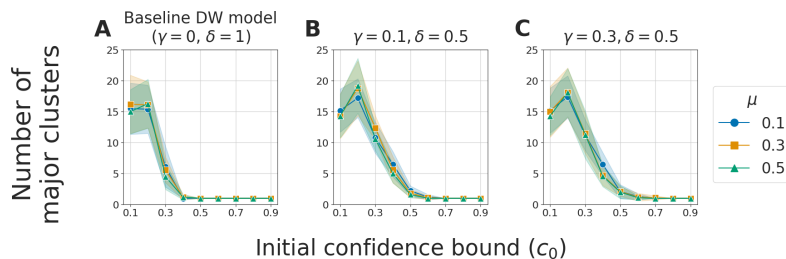 A
Baseline DW model
(γ = 0, δ = 1)
B
γ = 0.1, δ = 0.5
C
γ = 0.3, δ = 0.5
Number of
major clusters
25
20
15
10
5
0
0.1 0.3 0.5 0.7 0.9
25
20
15
10
5
0
0.1 0.3 0.5 0.7 0.9
25
20
15
10
5
0
0.1 0.3 0.5 0.7 0.9
μ
0.1
0.3
0.5
Initial confidence bound (c₀)